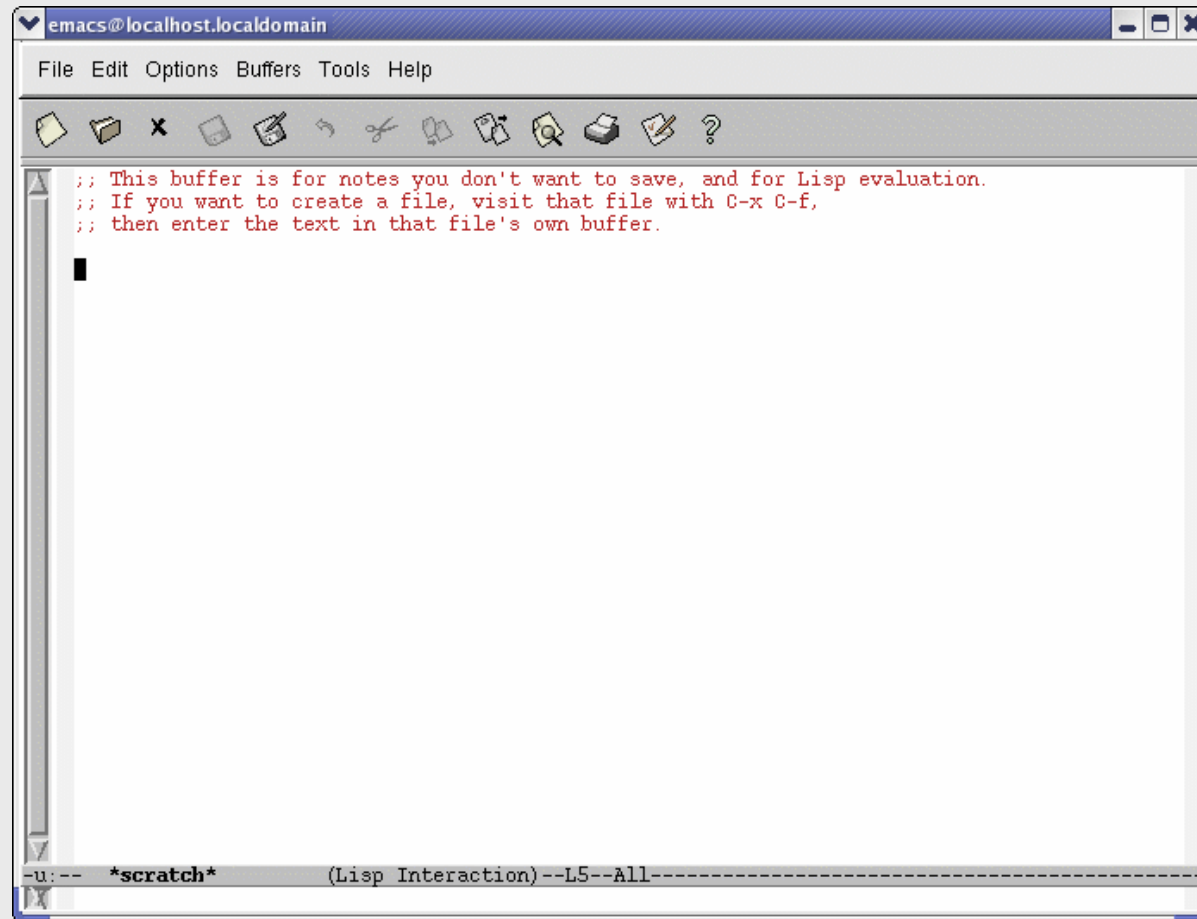 emacs@localhost.localdomain
File Edit Options Buffers Tools Help
;; This buffer is for notes you don't want to save, and for Lisp evaluation.
;; If you want to create a file, visit that file with C-x C-f,
;; then enter the text in that file's own buffer.
-u:-- *scratch* (Lisp Interaction)--L5--All--------------------------------------------